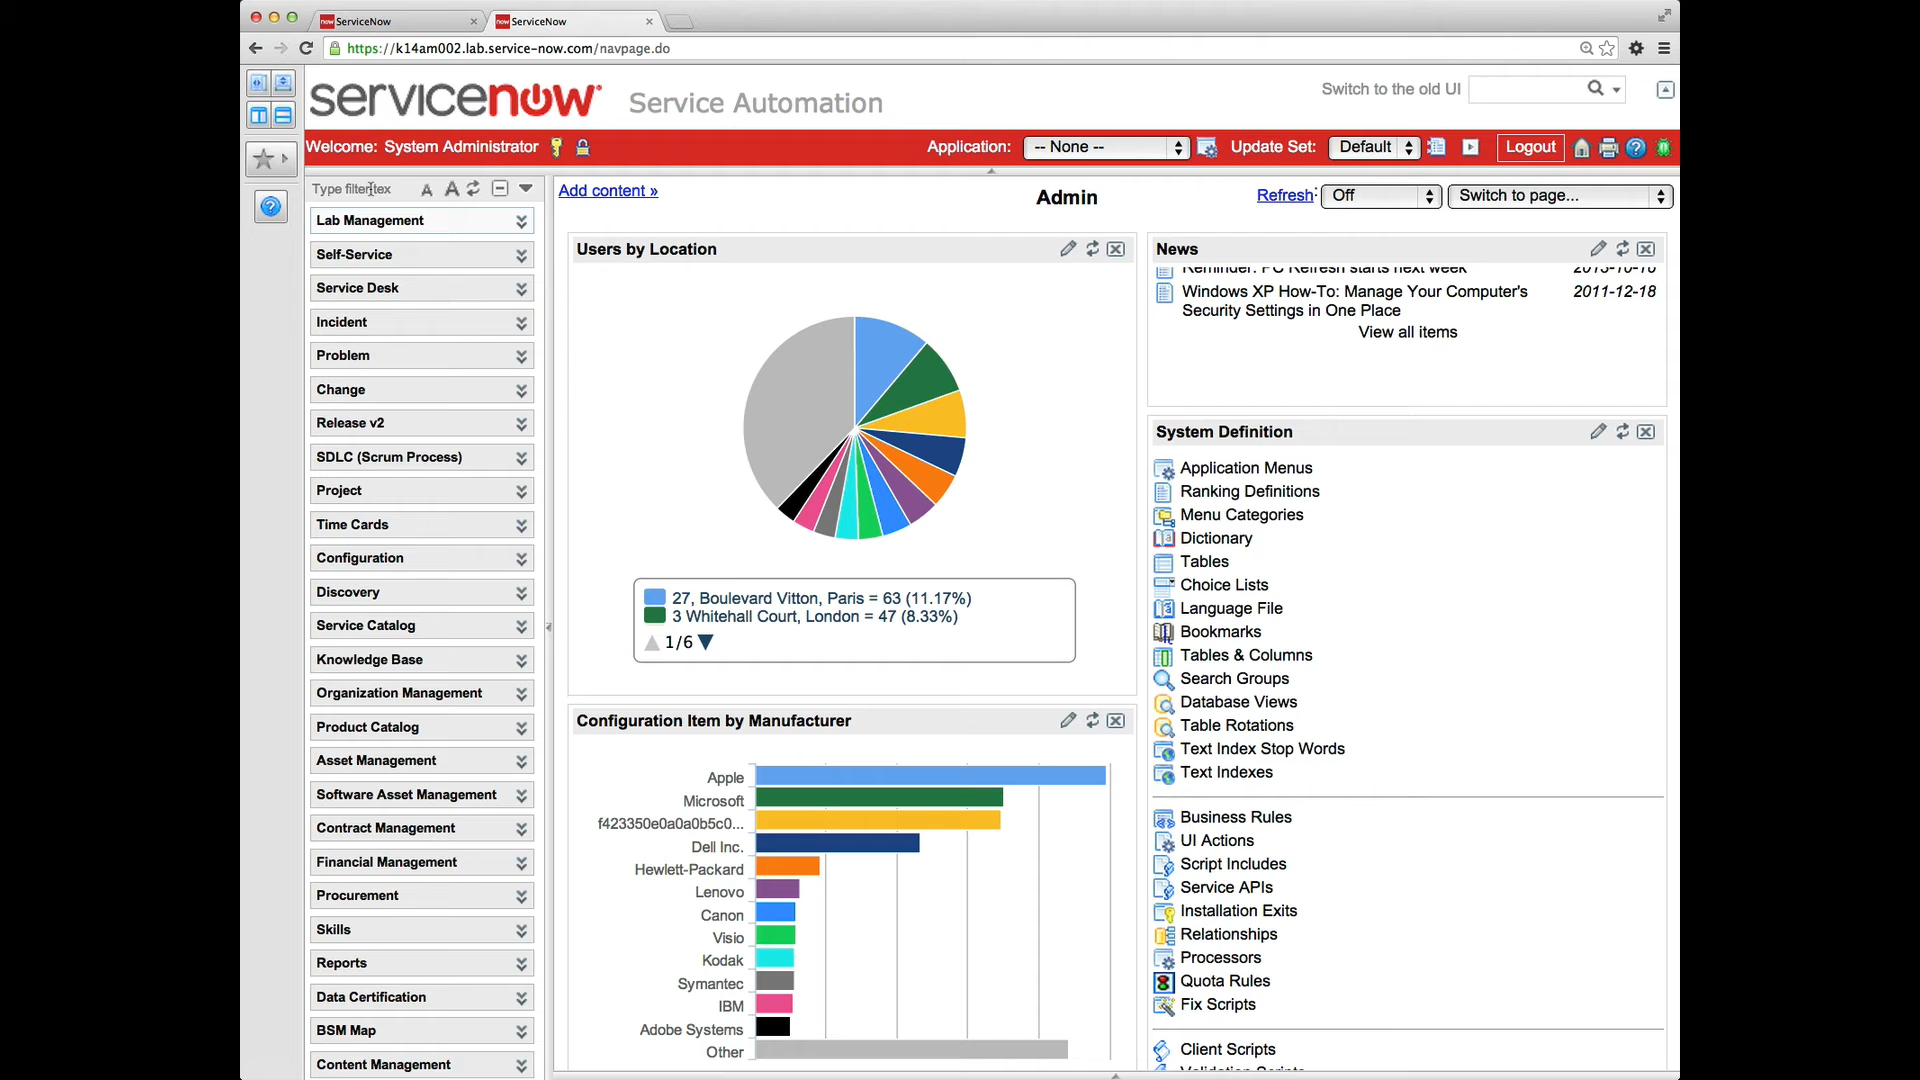 ServiceNow
ServiceNow
https://k14am002.lab.service-now.com/navpage.do
servicenow
Service Automation
Switch to the old UI
Welcome: System Administrator
Application: -- None --
Update Set: Default
Logout
Type filter tex
A A
Add content »
Admin
Refresh: Off
Switch to page...
Lab Management
Self-Service
Service Desk
Incident
Problem
Change
Release v2
SDLC (Scrum Process)
Project
Time Cards
Configuration
Discovery
Service Catalog
Knowledge Base
Organization Management
Product Catalog
Asset Management
Software Asset Management
Contract Management
Financial Management
Procurement
Skills
Reports
Data Certification
BSM Map
Content Management
Users by Location
27, Boulevard Vitton, Paris = 63 (11.17%)
3 Whitehall Court, London = 47 (8.33%)
1/6
Configuration Item by Manufacturer
Apple
Microsoft
f423350e0a0a0b5c0...
Dell Inc.
Hewlett-Packard
Lenovo
Canon
Visio
Kodak
Symantec
IBM
Adobe Systems
Other
News
Reminder: PC Refresh starts next week
Windows XP How-To: Manage Your Computer's 2011-12-18
Security Settings in One Place
View all items
System Definition
Application Menus
Ranking Definitions
Menu Categories
Dictionary
Tables
Choice Lists
Language File
Bookmarks
Tables & Columns
Search Groups
Database Views
Table Rotations
Text Index Stop Words
Text Indexes
Business Rules
UI Actions
Script Includes
Service APIs
Installation Exits
Relationships
Processors
Quota Rules
Fix Scripts
Client Scripts